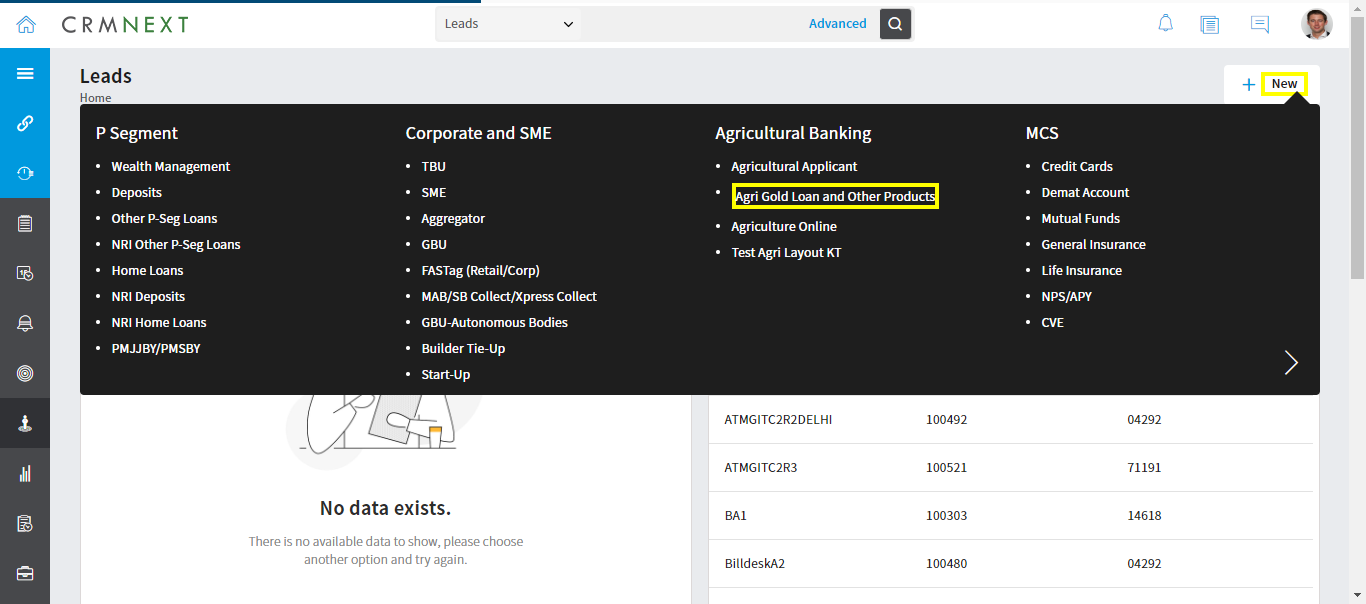 CRMNEXT
Leads
Advanced
Leads
Home
New
P Segment
Wealth Management
Deposits
Other P-Seg Loans
NRI Other P-Seg Loans
Home Loans
NRI Deposits
NRI Home Loans
PMJJBY/PMSBY
Corporate and SME
TBU
SME
Aggregator
GBU
FASTag (Retail/Corp)
MAB/SB Collect/Xpress Collect
GBU-Autonomous Bodies
Builder Tie-Up
Start-Up
Agricultural Banking
Agricultural Applicant
Agri Gold Loan and Other Products
Agriculture Online
Test Agri Layout KT
MCS
Credit Cards
Demat Account
Mutual Funds
General Insurance
Life Insurance
NPS/APY
CVE
No data exists.
There is no available data to show, please choose
another option and try again.
ATMGITC2R2DELHI 100492 04292
ATMGITC2R3 100521 71191
BA1 100303 14618
BilldeskA2 100480 04292